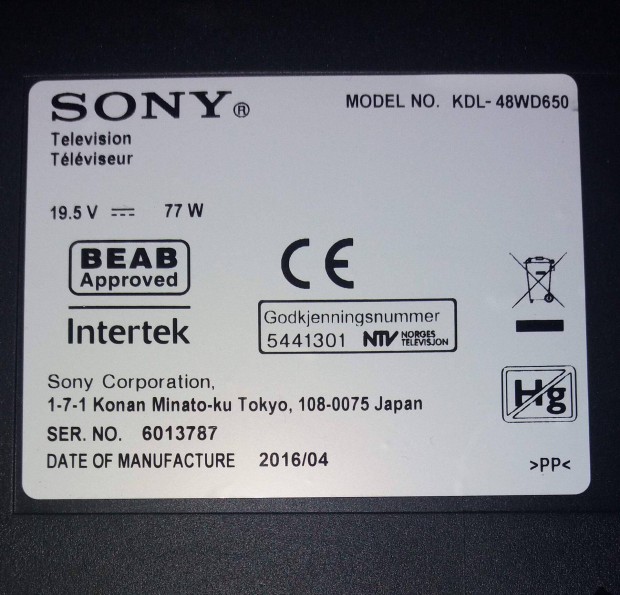 SONY®
MODEL NO. KDL- 48WD650
Television
Téléviseur
19.5 V ⎓ 77 W
BEAB
Approved
CE
Intertek
Godkjenningsnummer
5441301 NTV NORGES TELEVISJON
Hg
Sony Corporation,
1-7-1 Konan Minato-ku Tokyo, 108-0075 Japan
SER. NO. 6013787
DATE OF MANUFACTURE 2016/04
>PP<